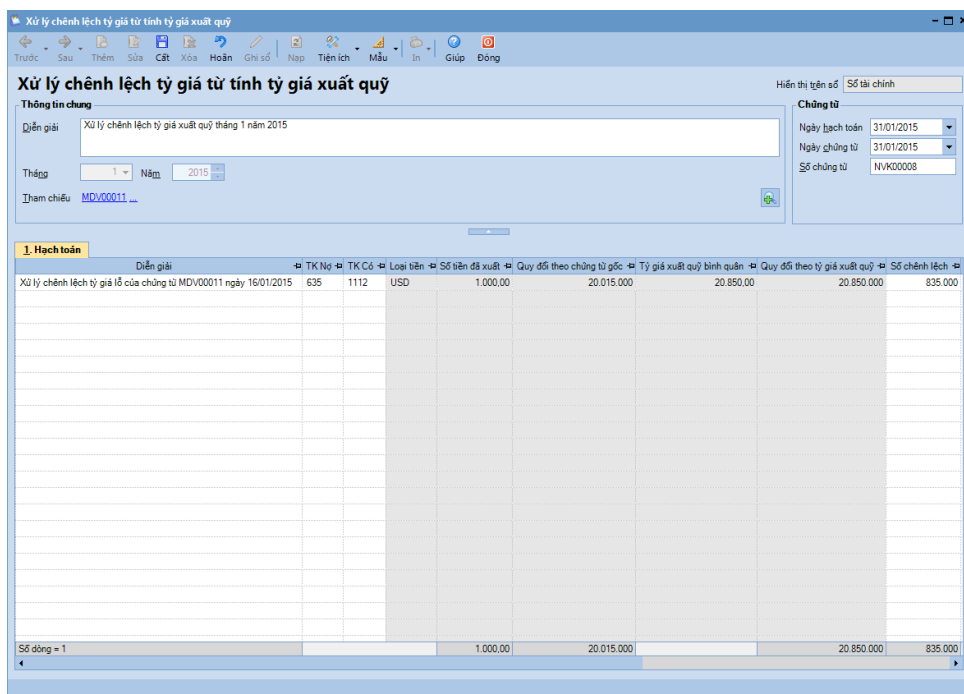 Xử lý chênh lệch tỷ giá từ tính tỷ giá xuất quỹ
Trước Sau Thêm Sửa Cất Xóa Hoãn Ghi sổ Nạp Tiện ích Mẫu In Giúp Đóng
Xử lý chênh lệch tỷ giá từ tính tỷ giá xuất quỹ
Hiển thị trên sổ Sổ tài chính
Thông tin chung
Diễn giải Xử lý chênh lệch tỷ giá xuất quỹ tháng 1 năm 2015
Tháng 1 Năm 2015
Tham chiếu MDV00011 ...
Chứng từ
Ngày hạch toán 31/01/2015
Ngày chứng từ 31/01/2015
Số chứng từ NVK00008
1. Hạch toán
Diễn giải TK Nợ TK Có Loại tiền Số tiền đã xuất Quy đổi theo chứng từ gốc Tỷ giá xuất quỹ bình quân Quy đổi theo tỷ giá xuất quỹ Số chênh lệch
Xử lý chênh lệch tỷ giá lỗ của chứng từ MDV00011 ngày 16/01/2015 635 1112 USD 1.000,00 20.015.000 20.850,00 20.850.000 835.000
Số dòng = 1 1.000,00 20.015.000 20.850.000 835.000